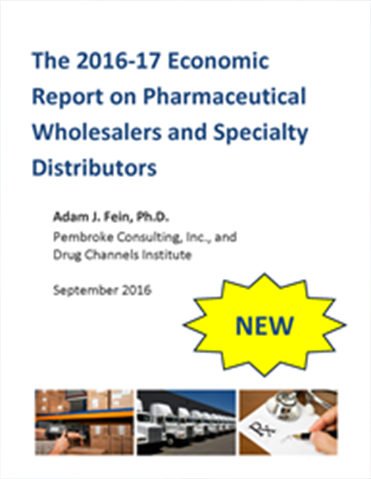 The 2016-17 Economic
Report on Pharmaceutical
Wholesalers and Specialty
Distributors
Adam J. Fein, Ph.D.
Pembroke Consulting, Inc., and
Drug Channels Institute
September 2016
NEW
Rx